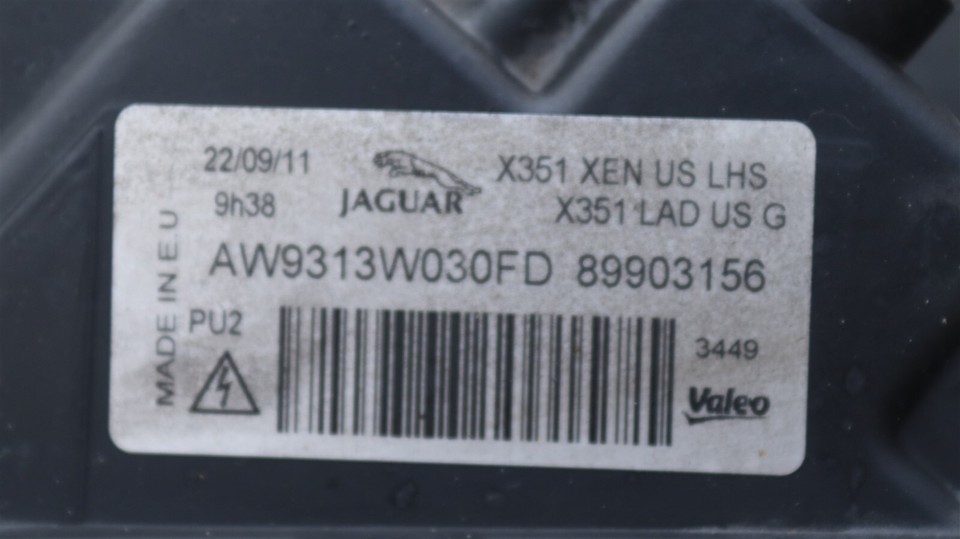 22/09/11
9h38
JAGUAR
X351 XEN US LHS
X351 LAD US G
AW9313W030FD 89903156
MADE IN E.U
PU2
3449
Valeo